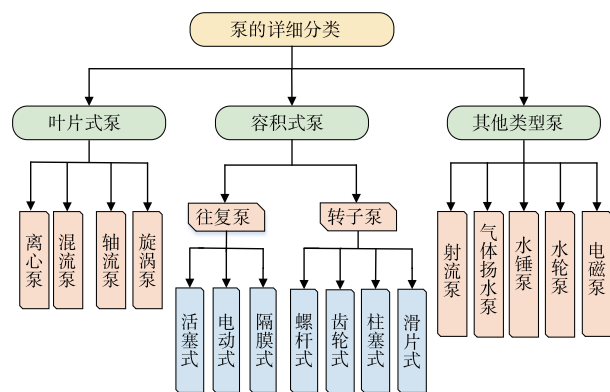 泵的详细分类
叶片式泵
容积式泵
其他类型泵
离心泵
混流泵
轴流泵
旋涡泵
往复泵
转子泵
活塞式
电动式
隔膜式
螺杆式
齿轮式
柱塞式
滑片式
射流泵
气体扬水泵
水锤泵
水轮泵
电磁泵